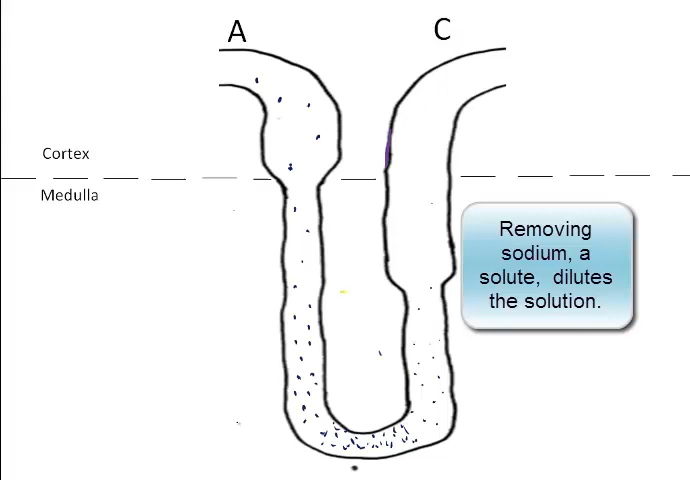 A
C
Cortex
Medulla
Removing
sodium, a
solute, dilutes
the solution.